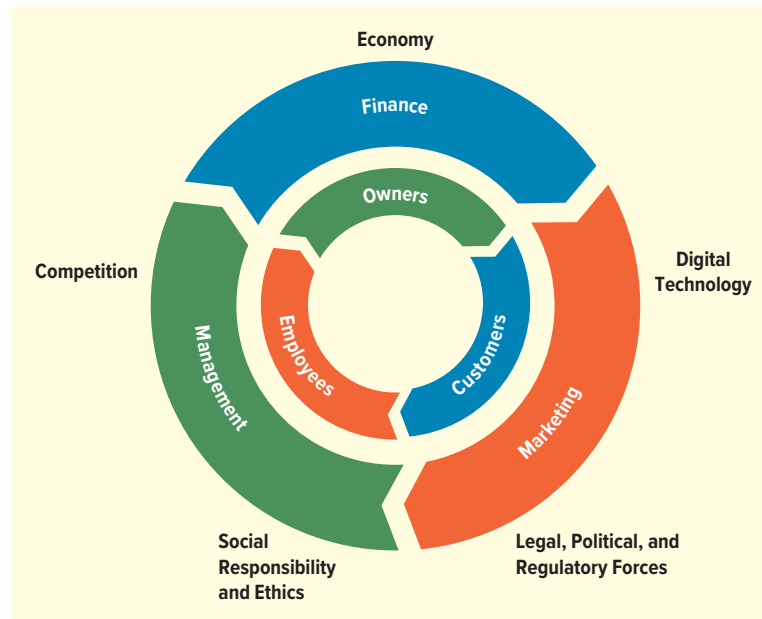 Economy
Finance
Owners
Competition
Digital
Technology
Employees
Customers
Management
Marketing
Social
Responsibility
and Ethics
Legal, Political, and
Regulatory Forces